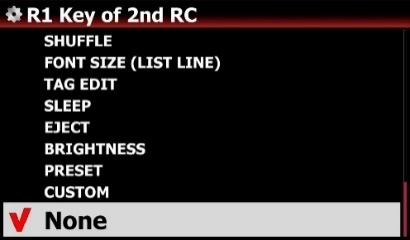 R1 Key of 2nd RC
SHUFFLE
FONT SIZE (LIST LINE)
TAG EDIT
SLEEP
EJECT
BRIGHTNESS
PRESET
CUSTOM
None